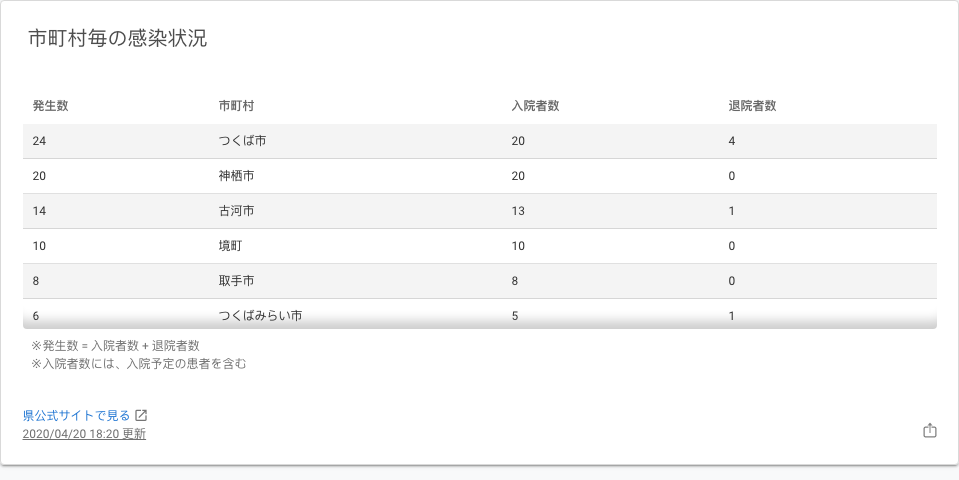 市町村毎の感染状況
発生数 市町村 入院者数 退院者数
24 つくば市 20 4
20 神栖市 20 0
14 古河市 13 1
10 境町 10 0
8 取手市 8 0
6 つくばみらい市 5 1
※発生数 = 入院者数 + 退院者数
※入院者数には、入院予定の患者を含む
県公式サイトで見る
2020/04/20 18:20 更新